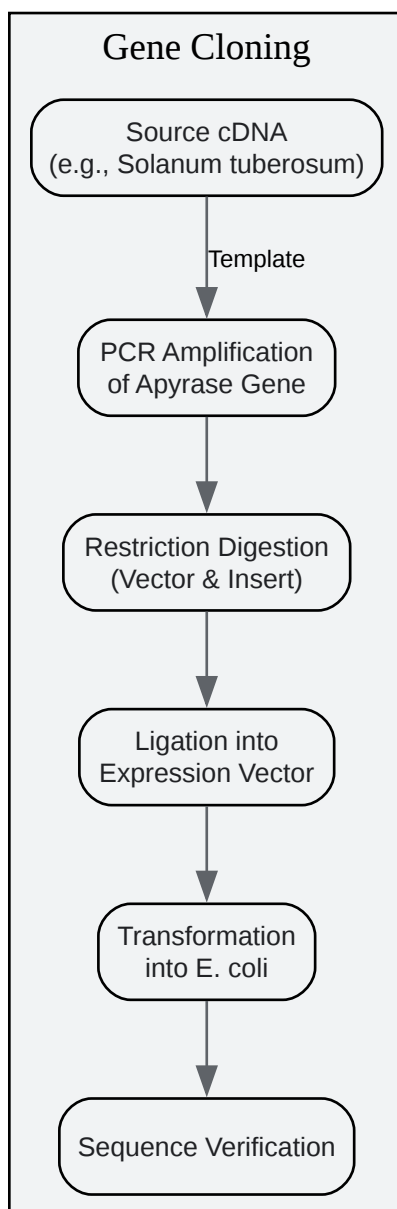 Gene Cloning
Source cDNA
(e.g., Solanum tuberosum)
Template
PCR Amplification
of Apyrase Gene
Restriction Digestion
(Vector & Insert)
Ligation into
Expression Vector
Transformation
into E. coli
Sequence Verification